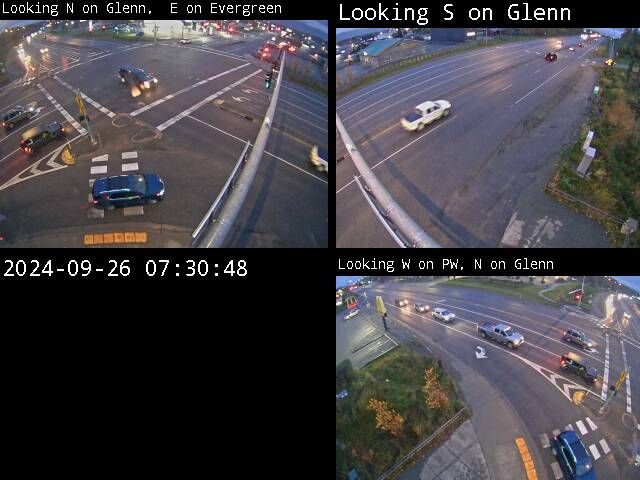 Looking N on Glenn, E on Evergreen
Looking S on Glenn
2024-09-26 07:30:48
Looking W on PW, N on Glenn